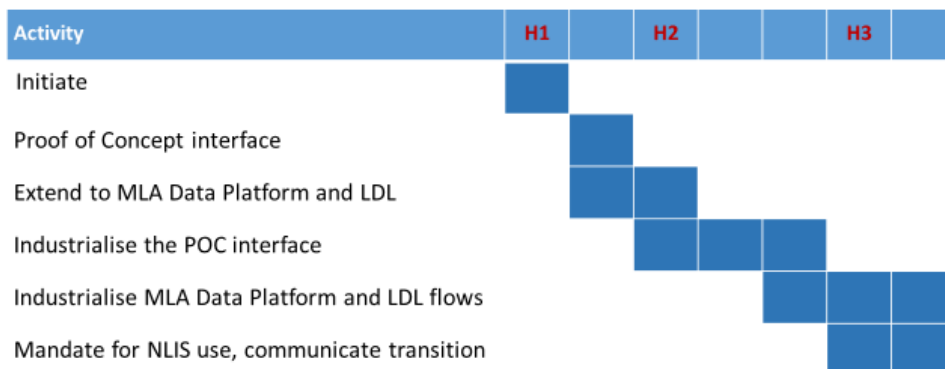 Activity H1 H2 H3
Initiate
Proof of Concept interface
Extend to MLA Data Platform and LDL
Industrialise the POC interface
Industrialise MLA Data Platform and LDL flows
Mandate for NLIS use, communicate transition